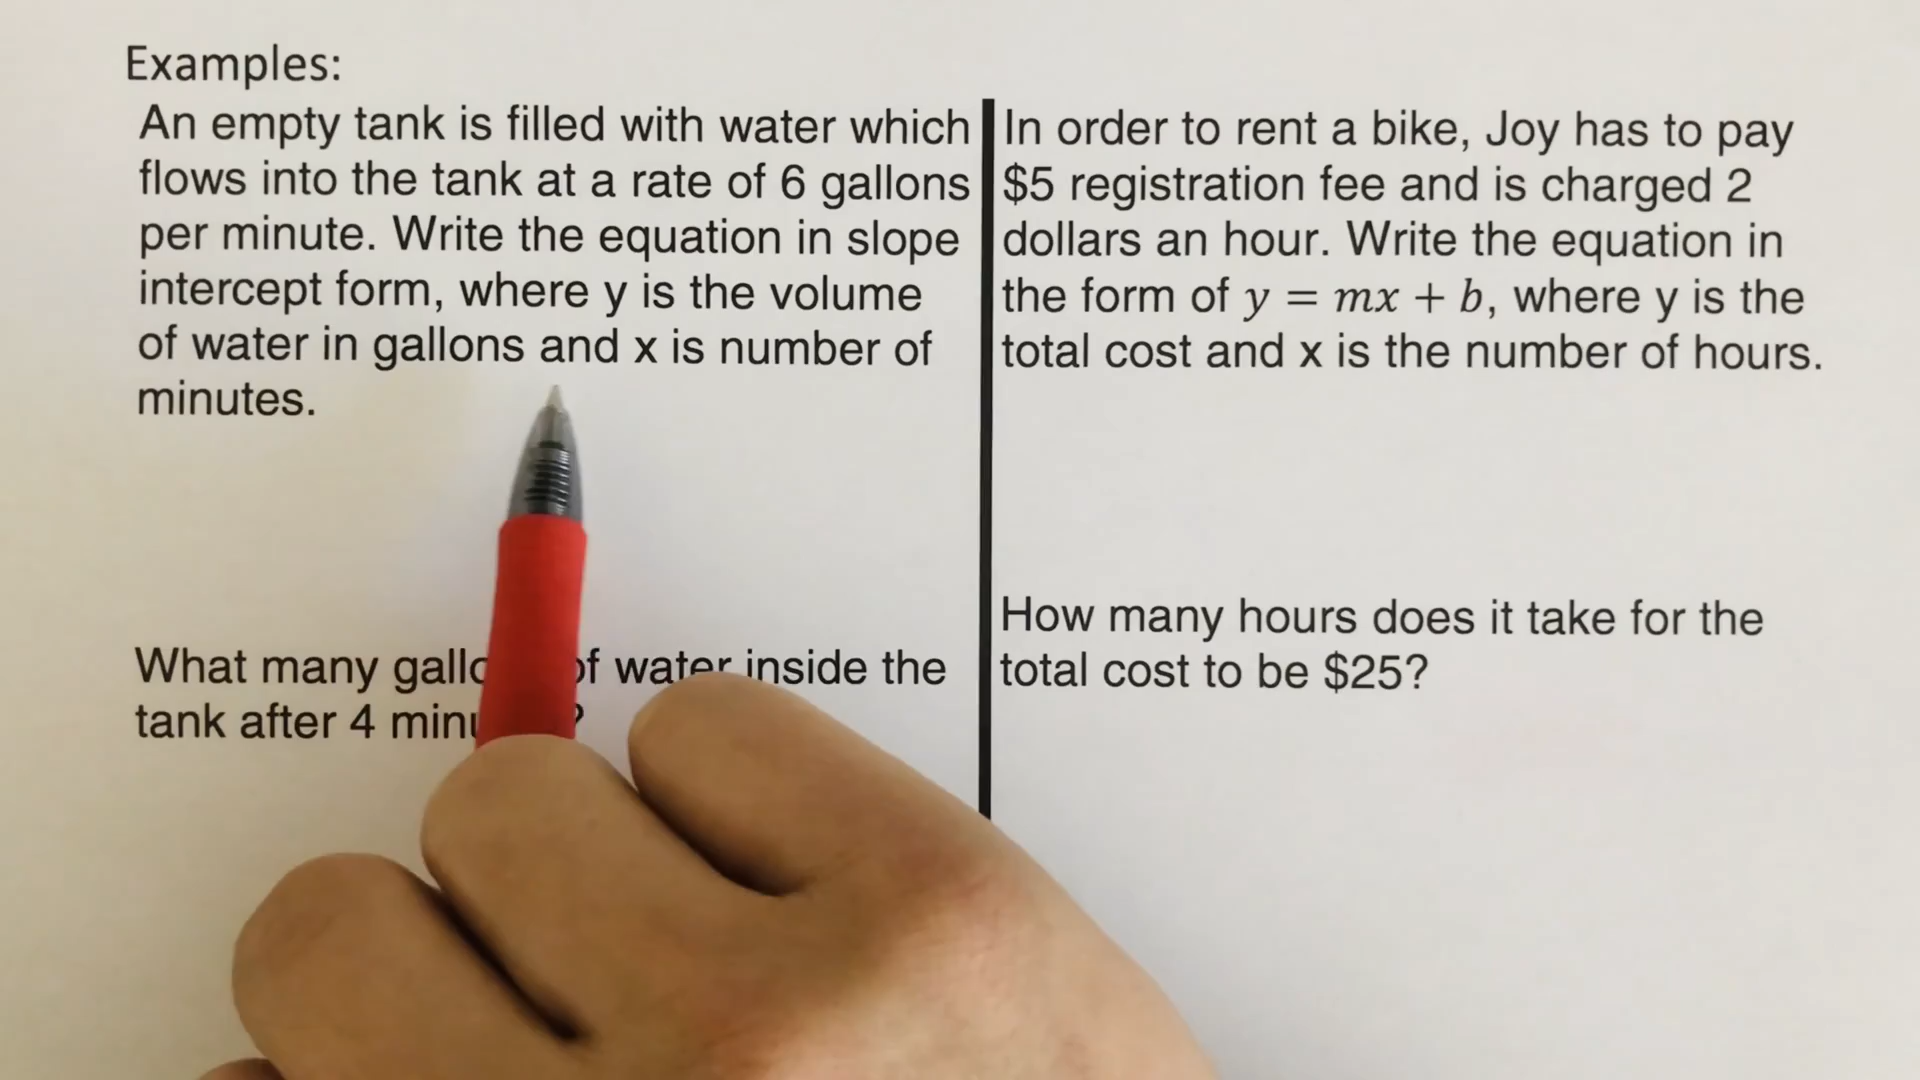 Examples:
An empty tank is filled with water which
flows into the tank at a rate of 6 gallons
per minute. Write the equation in slope
intercept form, where y is the volume
of water in gallons and x is number of
minutes.
What many of water inside the
tank after 4
In order to rent a bike, Joy has to pay
$5 registration fee and is charged 2
dollars an hour. Write the equation in
the form of y = mx + b, where y is the
total cost and x is the number of hours.
How many hours does it take for the
total cost to be $25?